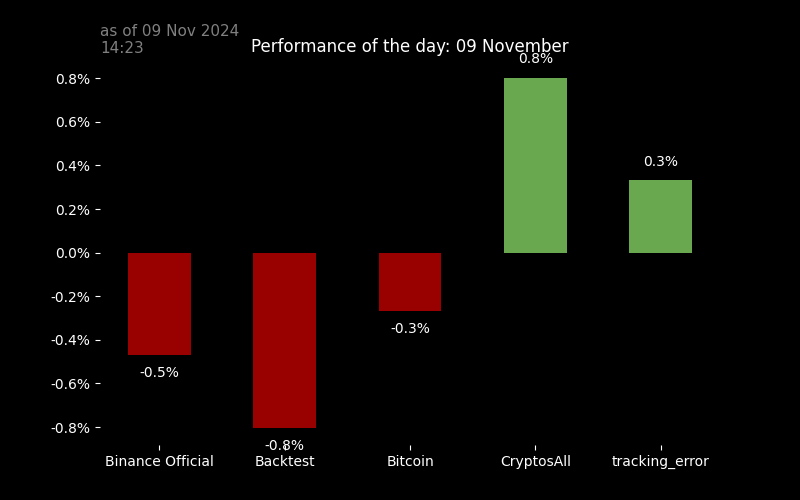 as of 09 Nov 2024
14:23
Performance of the day: 09 November
0.8%
0.8%
0.6%
0.4%
0.3%
0.2%
0.0%
-0.2%
-0.3%
-0.4%
-0.5%
-0.6%
-0.8%
-0.8%
Binance Official
Backtest
Bitcoin
CryptosAll
tracking_error